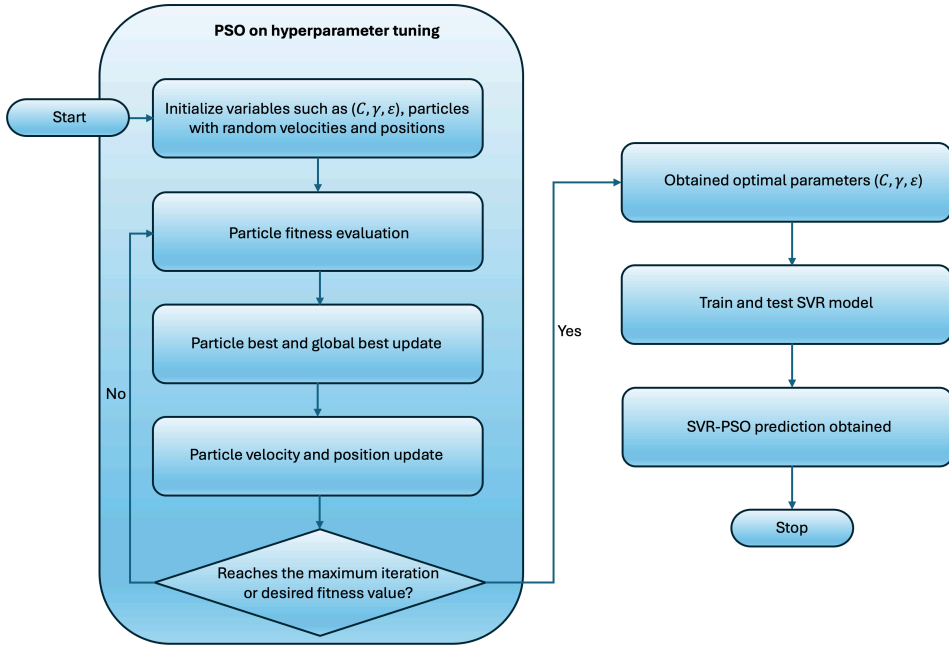 PSO on hyperparameter tuning
Start
Initialize variables such as (C, γ, ε), particles
with random velocities and positions
Particle fitness evaluation
Particle best and global best update
No
Particle velocity and position update
Reaches the maximum iteration
or desired fitness value?
Yes
Obtained optimal parameters (C, γ, ε)
Train and test SVR model
SVR-PSO prediction obtained
Stop